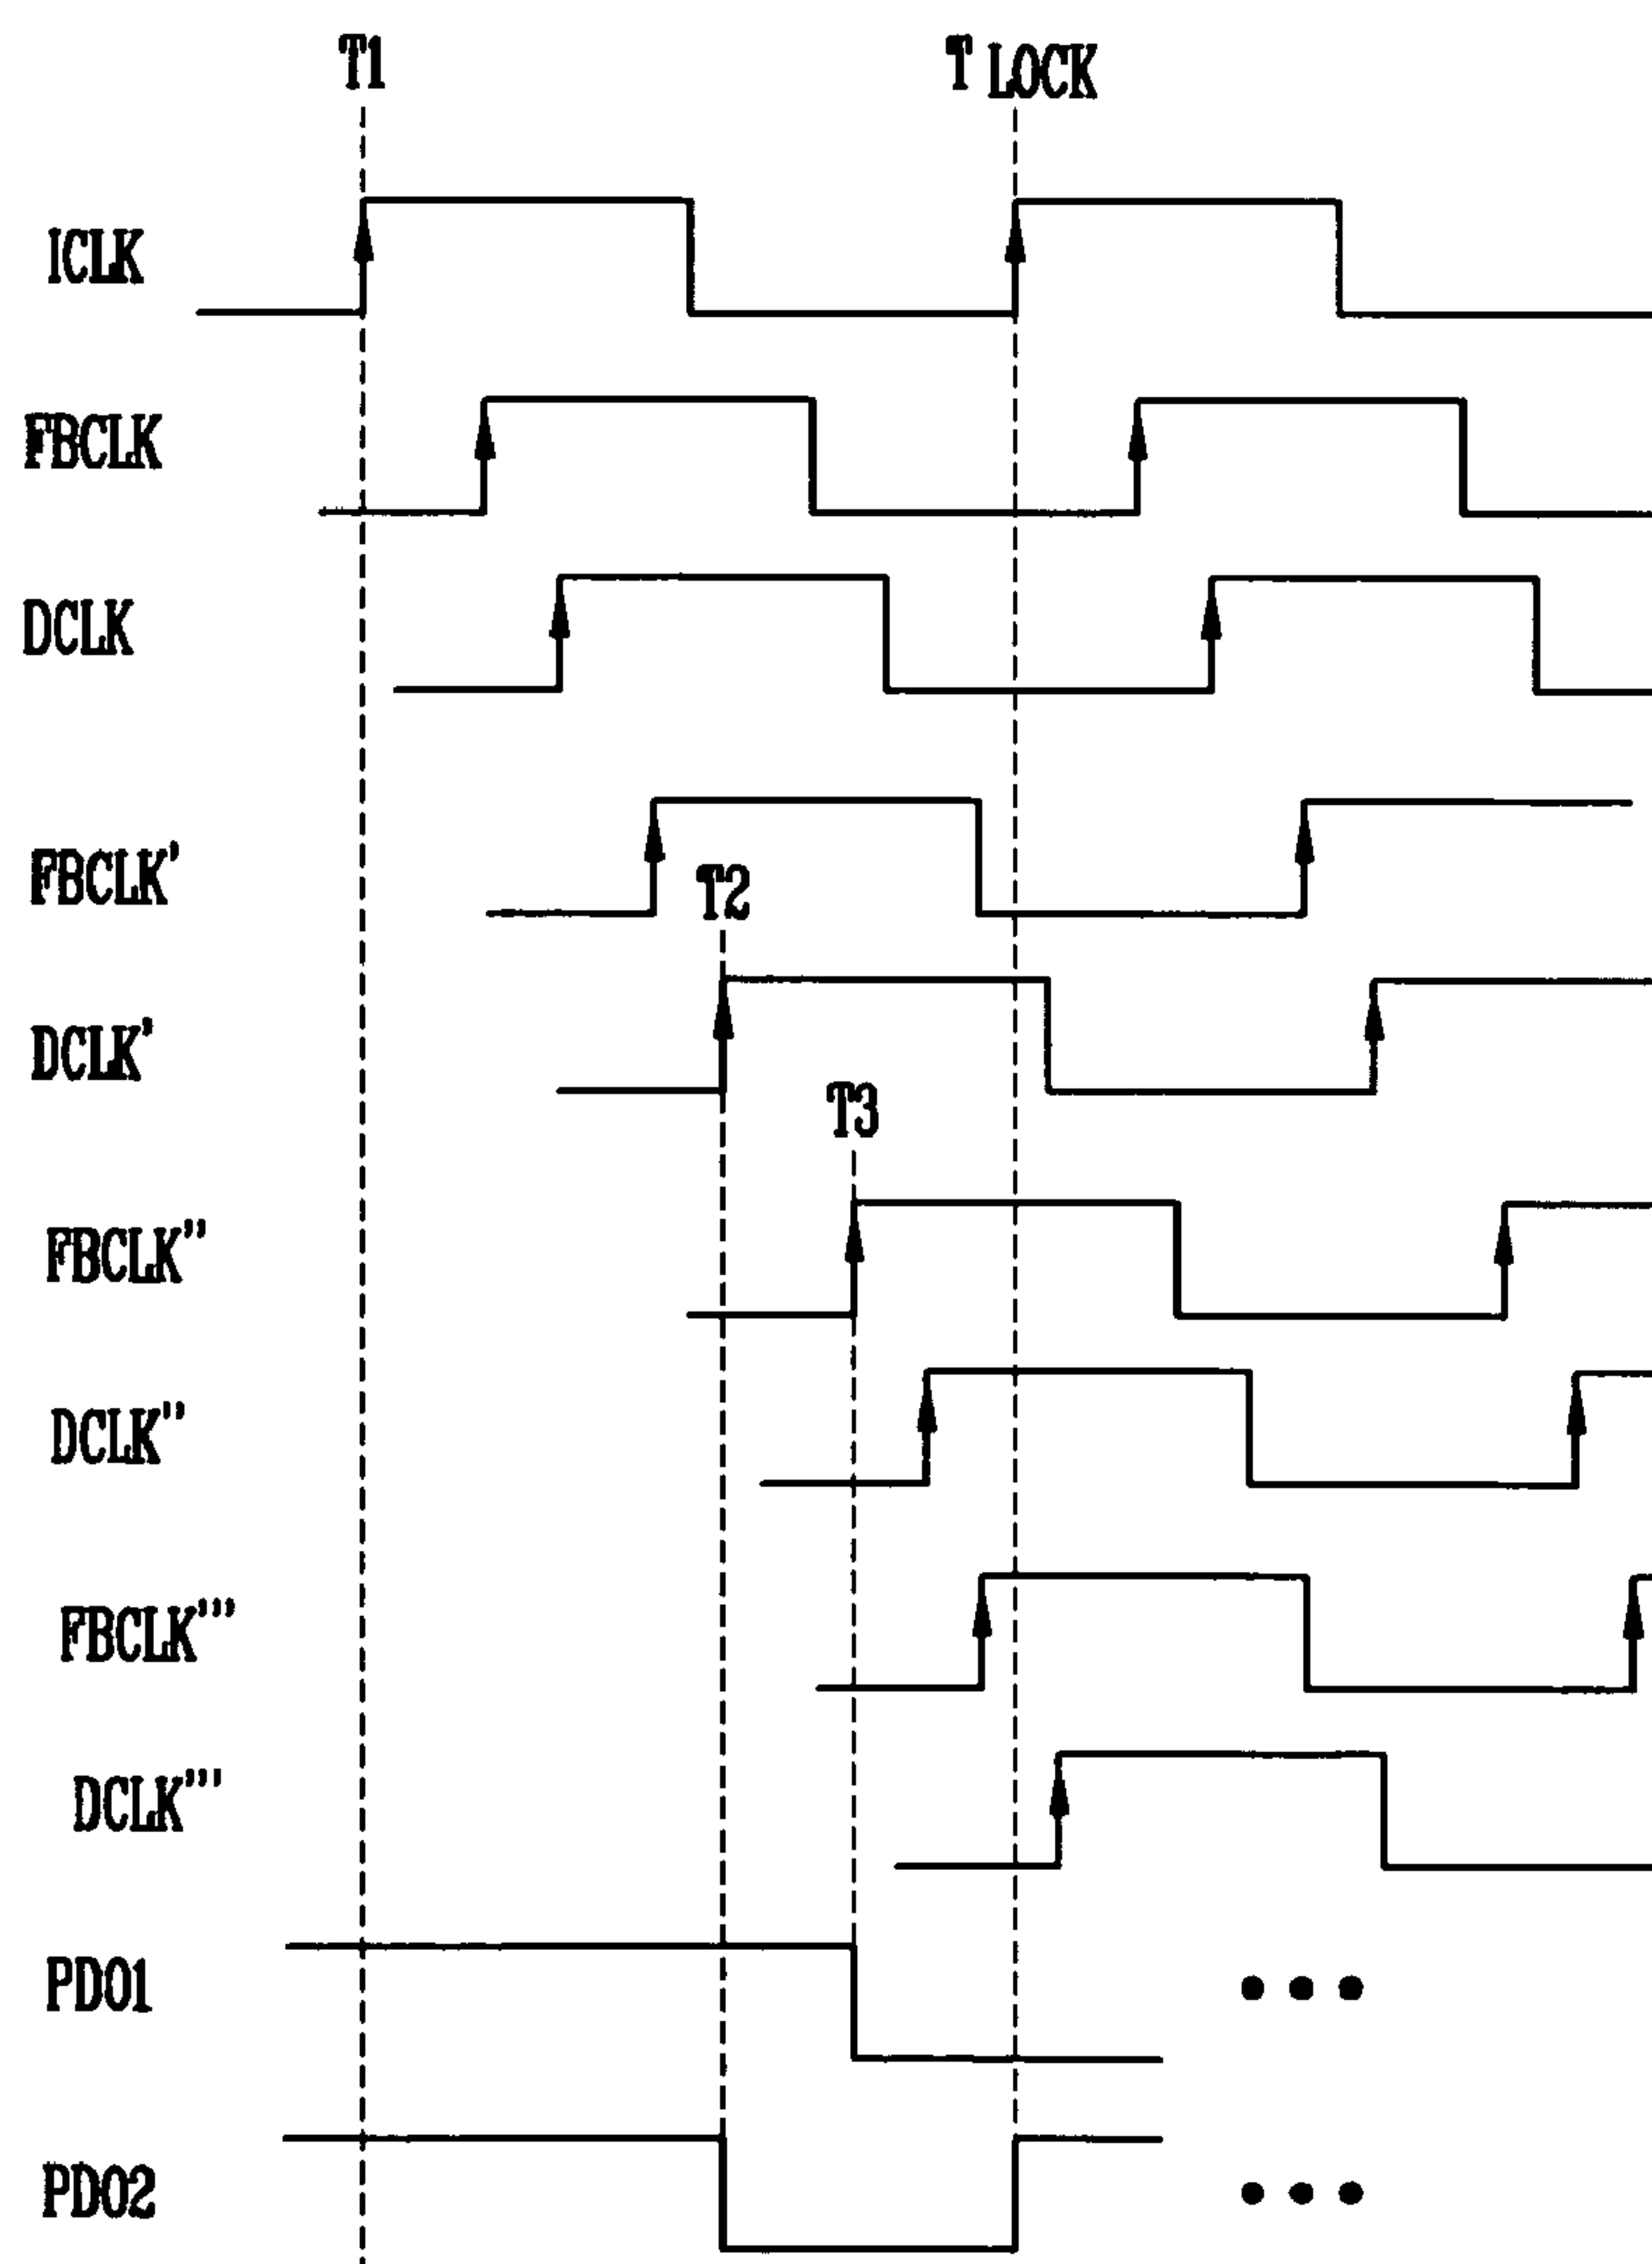 T1
T LOCK
ICLK
FBCLK
DCLK
FBCLK'
T2
DCLK'
T3
FBCLK''
DCLK''
FBCLK'''
DCLK'''
PDO1
PDO2